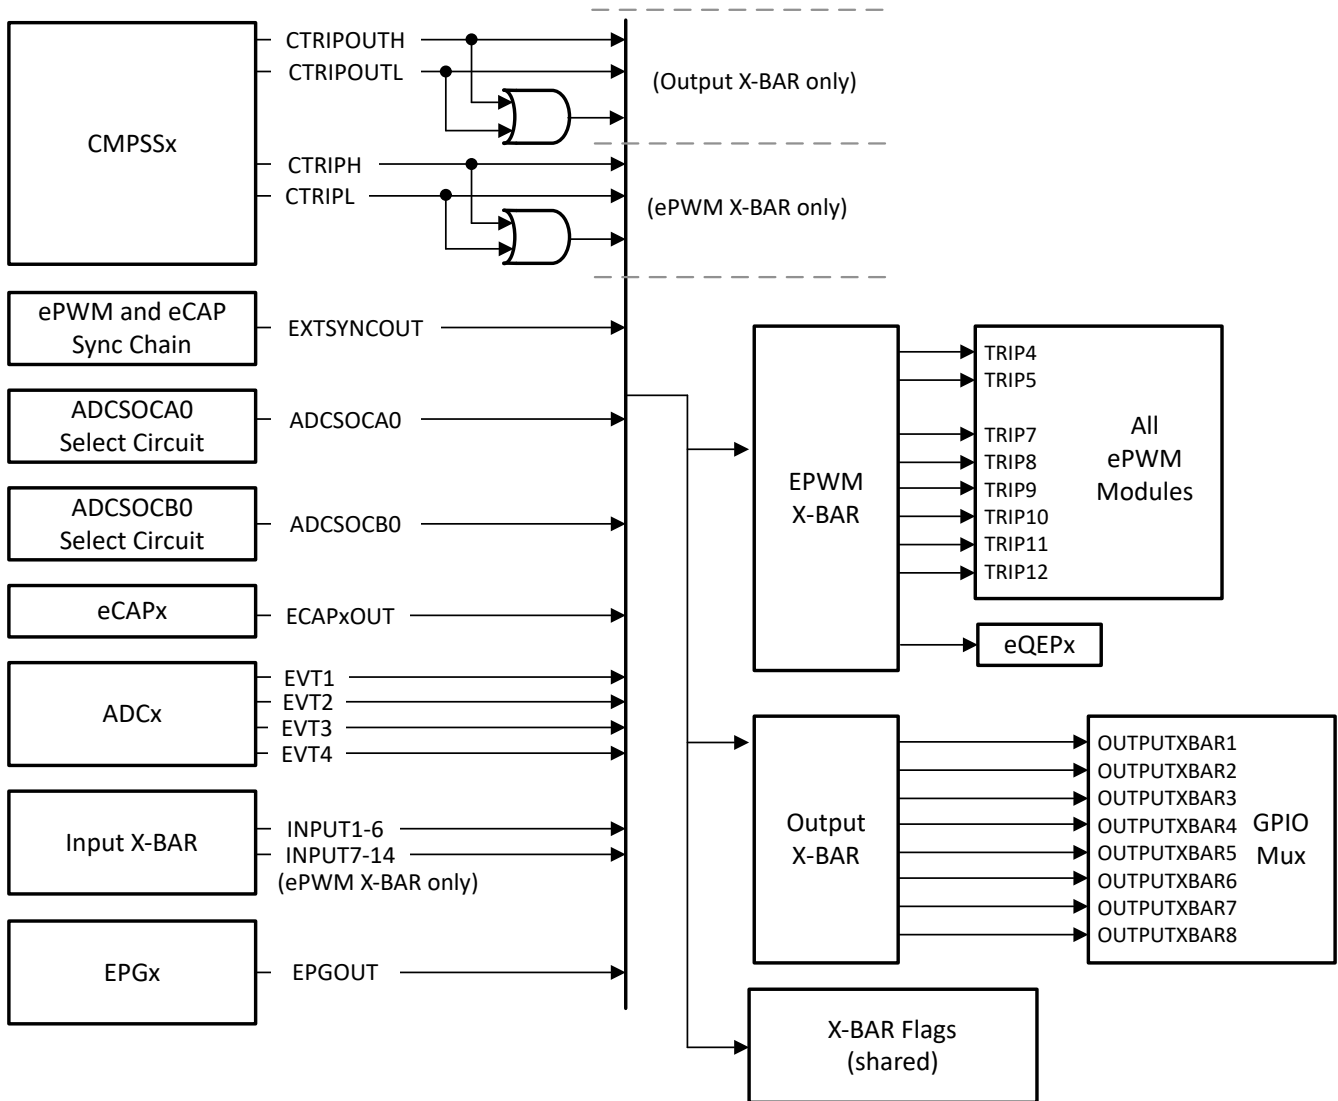 CTRIPOUTH
CTRIPOUTL
(Output X-BAR only)
CMPSSx
CTRIPH
CTRIPL
(ePWM X-BAR only)
ePWM and eCAP
Sync Chain
EXTSYNCOUT
ADCSOCA0
Select Circuit
ADCSOCA0
ADCSOCB0
Select Circuit
ADCSOCB0
eCAPx
ECAPxOUT
ADCx
EVT1
EVT2
EVT3
EVT4
Input X-BAR
INPUT1-6
INPUT7-14
(ePWM X-BAR only)
EPGx
EPGOUT
EPWM
X-BAR
TRIP4
TRIP5
TRIP7
TRIP8
TRIP9
TRIP10
TRIP11
TRIP12
All
ePWM
Modules
eQEPx
Output
X-BAR
OUTPUTXBAR1
OUTPUTXBAR2
OUTPUTXBAR3
OUTPUTXBAR4
OUTPUTXBAR5
OUTPUTXBAR6
OUTPUTXBAR7
OUTPUTXBAR8
GPIO
Mux
X-BAR Flags
(shared)